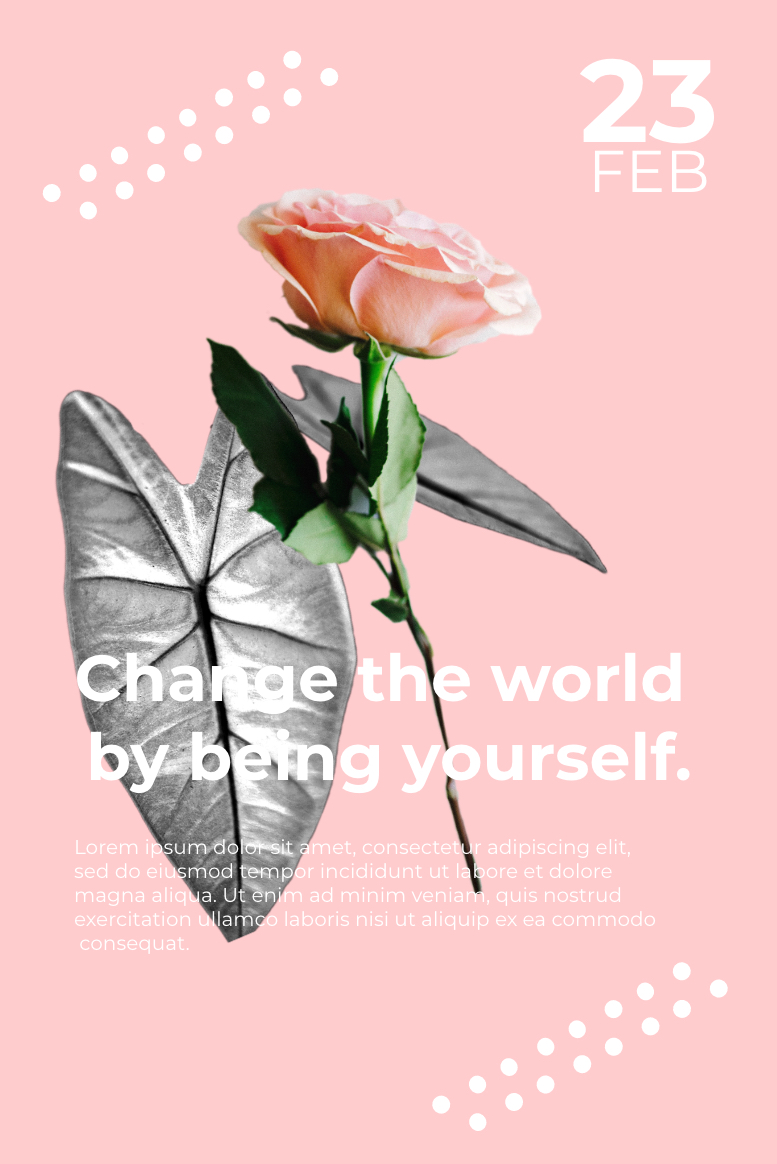 23
FEB
Change the world
by being yourself.
Lorem ipsum dolor sit amet, consectetur adipiscing elit,
sed do eiusmod tempor incididunt ut labore et dolore
magna aliqua. Ut enim ad minim veniam, quis nostrud
exercitation ullamco laboris nisi ut aliquip ex ea commodo
consequat.